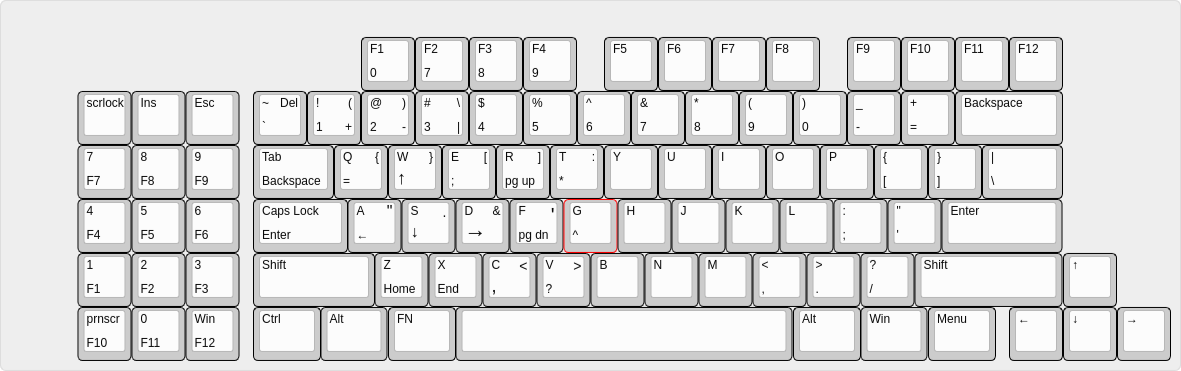 F1 F2 F3 F4 F5 F6 F7 F8 F9 F10 F11 F12
0 7 8 9
scrlock Ins Esc ~ Del ! ( @ ) # \ $ % ^ & * ( ) _ + Backspace
` 1 + 2 - 3 | 4 5 6 7 8 9 0 - =
7 8 9 Tab Q { W } E [ R ] T : Y U I O P { } |
F7 F8 F9 Backspace = ↑ ; pg up * [ ] \
4 5 6 Caps Lock A " S . D & F ' G H J K L : " Enter
F4 F5 F6 Enter ← ↓ → pg dn ^ ; '
1 2 3 Shift Z X C < V > B N M < > ? Shift ↑
F1 F2 F3 Home End , ? , . /
prnscr 0 Win Ctrl Alt FN Alt Win Menu ← ↓ →
F10 F11 F12